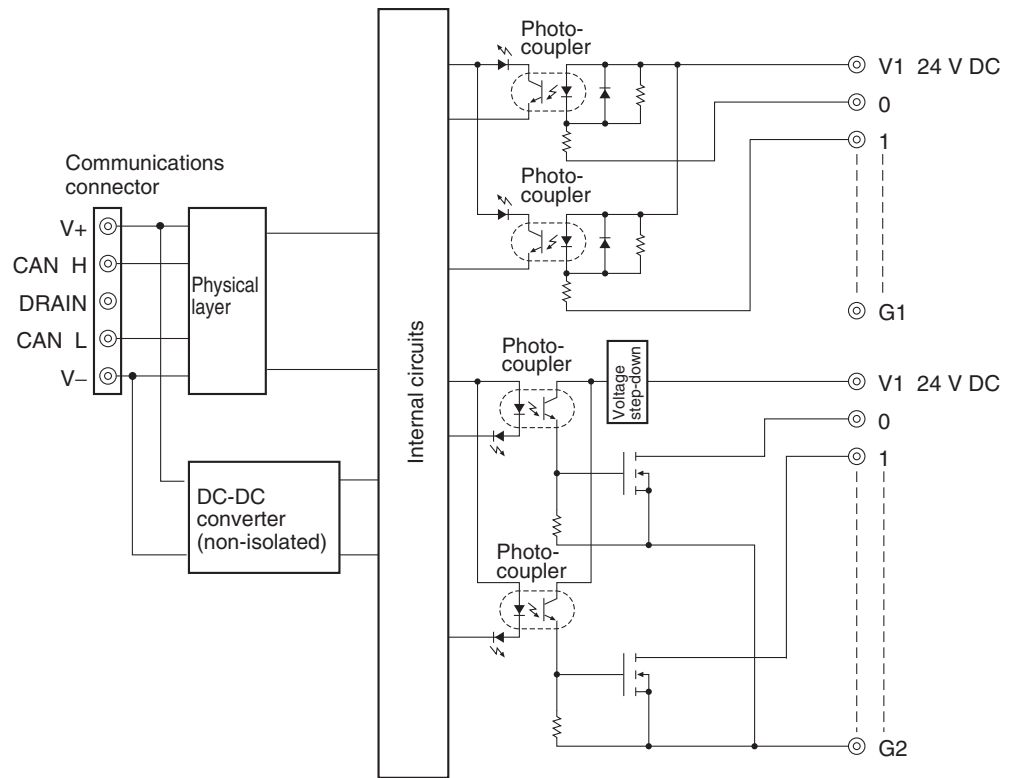 Communications
connector
V+
CAN H
DRAIN
CAN L
V–
Physical
layer
DC-DC
converter
(non-isolated)
Internal circuits
Photo-
coupler
V1 24 V DC
0
1
Photo-
coupler
G1
Photo-
coupler
Voltage
step-down
V1 24 V DC
0
1
Photo-
coupler
G2